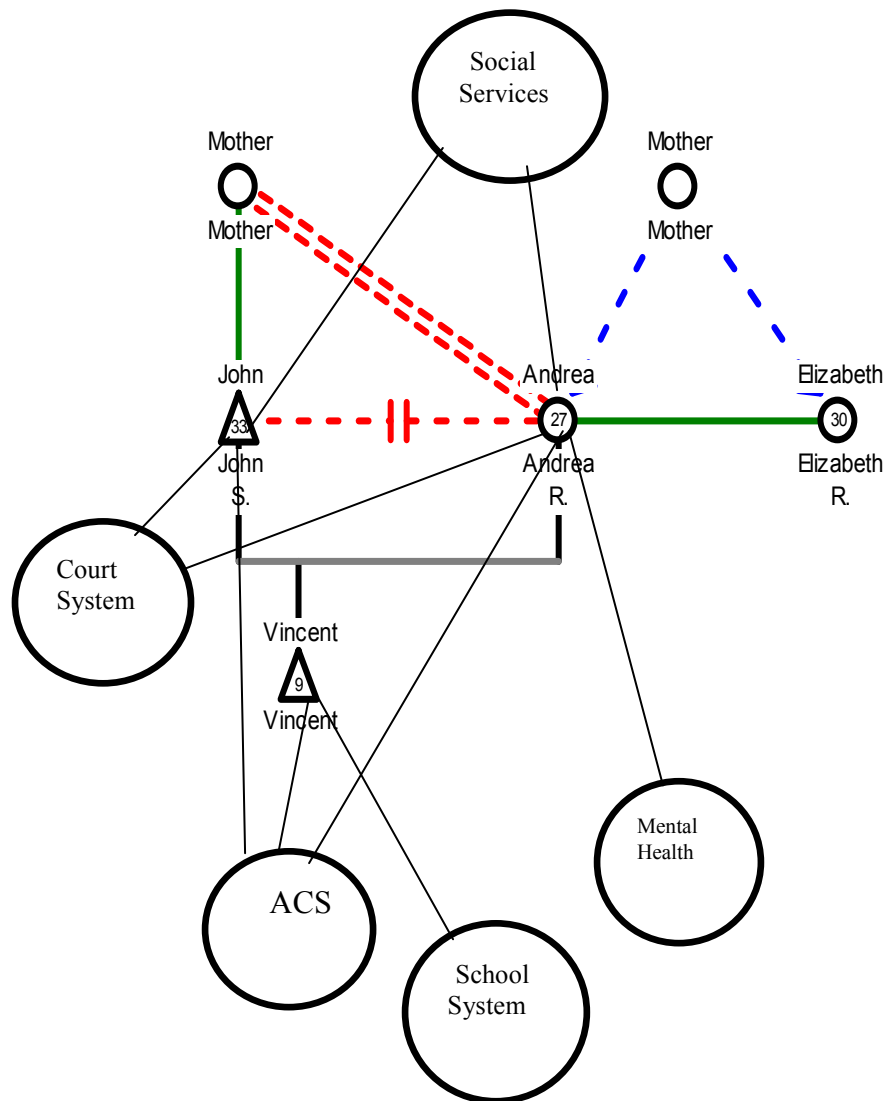 Social
Services
Mother
Mother
Mother
Mother
John
Andrea
Elizabeth
33
27
30
John
S.
Andrea
R.
Elizabeth
R.
Court
System
Vincent
9
Vincent
Mental
Health
ACS
School
System